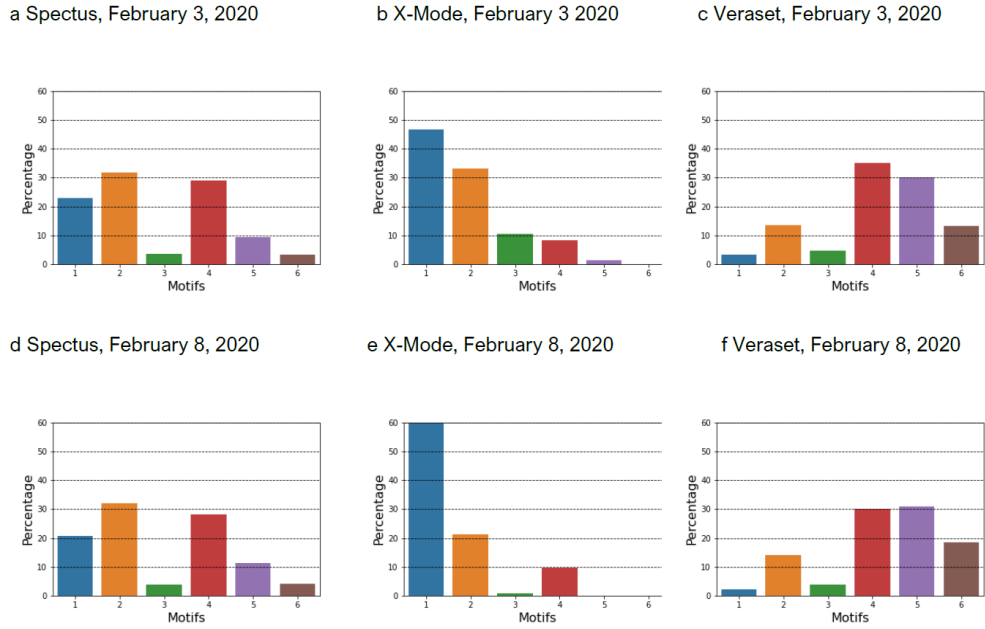 a Spectus, February 3, 2020
b X-Mode, February 3 2020
c Veraset, February 3, 2020
60
50
40
30
20
10
0
Percentage
1 2 3 4 5 6
Motifs
60
50
40
30
20
10
0
Percentage
1 2 3 4 5 6
Motifs
60
50
40
30
20
10
0
Percentage
1 2 3 4 5 6
Motifs
d Spectus, February 8, 2020
e X-Mode, February 8, 2020
f Veraset, February 8, 2020
60
50
40
30
20
10
0
Percentage
1 2 3 4 5 6
Motifs
60
50
40
30
20
10
0
Percentage
1 2 3 4 5 6
Motifs
60
50
40
30
20
10
0
Percentage
1 2 3 4 5 6
Motifs